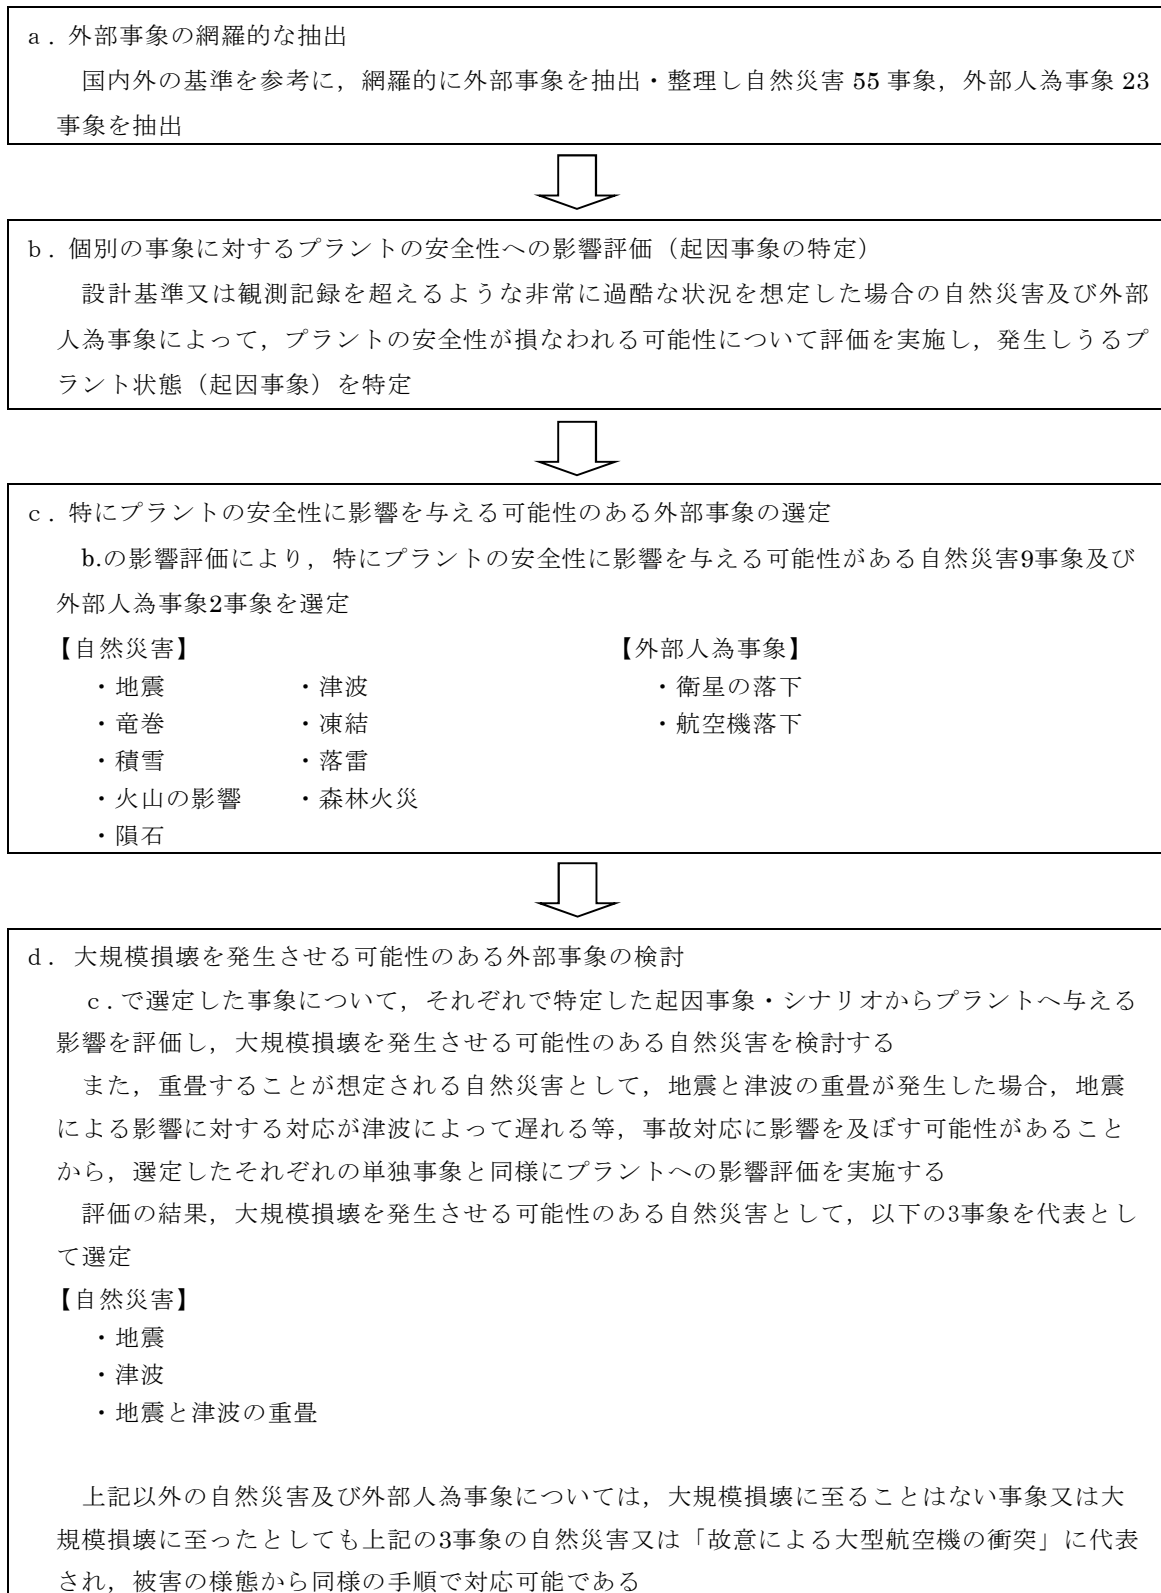 a．外部事象の網羅的な抽出
国内外の基準を参考に，網羅的に外部事象を抽出・整理し自然災害 55 事象，外部人為事象 23
事象を抽出
b．個別の事象に対するプラントの安全性への影響評価（起因事象の特定）
設計基準又は観測記録を超えるような非常に過酷な状況を想定した場合の自然災害及び外部
人為事象によって，プラントの安全性が損なわれる可能性について評価を実施し，発生しうるプ
ラント状態（起因事象）を特定
c．特にプラントの安全性に影響を与える可能性のある外部事象の選定
b.の影響評価により，特にプラントの安全性に影響を与える可能性がある自然災害9事象及び
外部人為事象2事象を選定
【自然災害】 【外部人為事象】
・地震 ・津波 ・衛星の落下
・竜巻 ・凍結 ・航空機落下
・積雪 ・落雷
・火山の影響 ・森林火災
・隕石
d．大規模損壊を発生させる可能性のある外部事象の検討
c．で選定した事象について，それぞれで特定した起因事象・シナリオからプラントへ与える
影響を評価し，大規模損壊を発生させる可能性のある自然災害を検討する
また，重畳することが想定される自然災害として，地震と津波の重畳が発生した場合，地震
による影響に対する対応が津波によって遅れる等，事故対応に影響を及ぼす可能性があること
から，選定したそれぞれの単独事象と同様にプラントへの影響評価を実施する
評価の結果，大規模損壊を発生させる可能性のある自然災害として，以下の3事象を代表とし
て選定
【自然災害】
・地震
・津波
・地震と津波の重畳
上記以外の自然災害及び外部人為事象については，大規模損壊に至ることはない事象又は大
規模損壊に至ったとしても上記の3事象の自然災害又は「故意による大型航空機の衝突」に代表
され，被害の様態から同様の手順で対応可能である